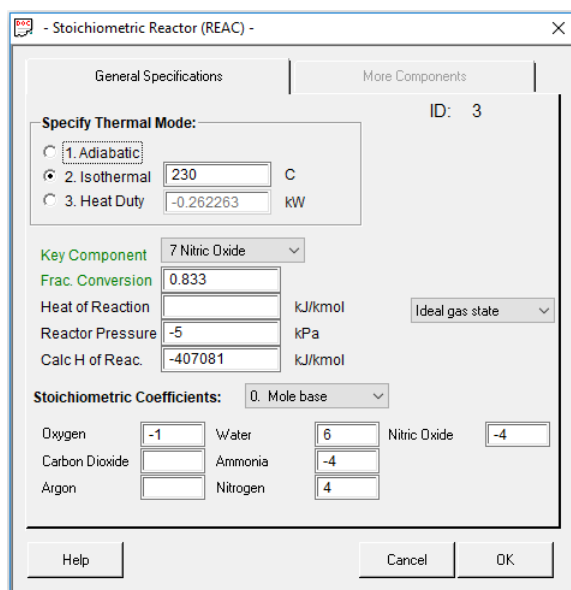 - Stoichiometric Reactor (REAC) -
General Specifications More Components
ID: 3
Specify Thermal Mode:
1. Adiabatic
2. Isothermal 230 C
3. Heat Duty -0.262263 kW
Key Component 7 Nitric Oxide
Frac. Conversion 0.833
Heat of Reaction kJ/kmol Ideal gas state
Reactor Pressure -5 kPa
Calc H of Reac. -407081 kJ/kmol
Stoichiometric Coefficients: 0. Mole base
Oxygen -1 Water 6 Nitric Oxide -4
Carbon Dioxide Ammonia -4
Argon Nitrogen 4
Help Cancel OK